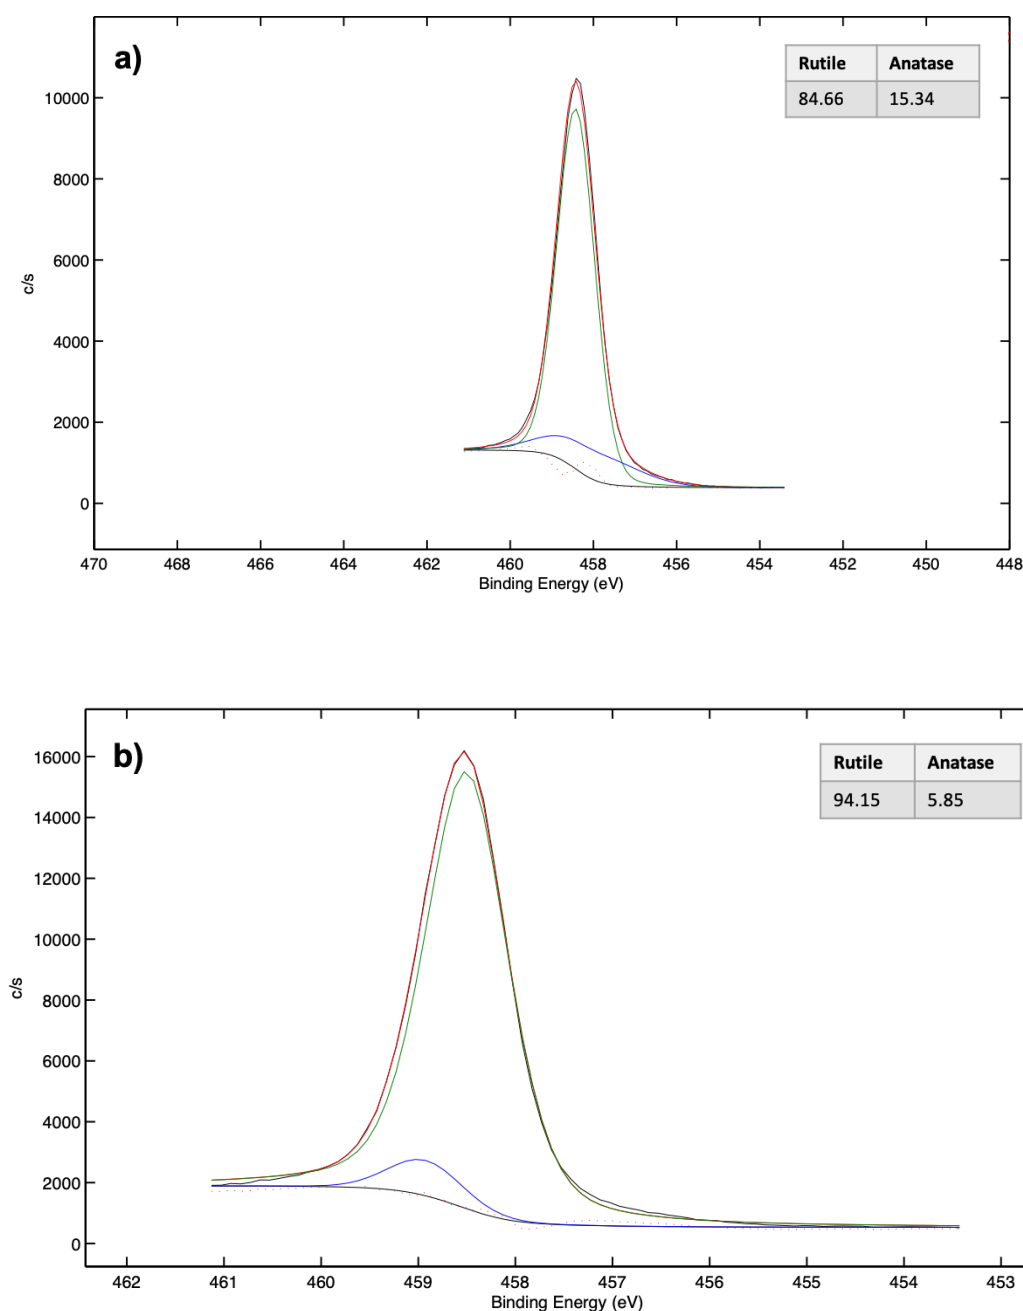 a)
Rutile Anatase
84.66 15.34
10000
8000
6000
4000
2000
0
c/s
470 468 466 464 462 460 458 456 454 452 450 448
Binding Energy (eV)
b)
Rutile Anatase
94.15 5.85
16000
14000
12000
10000
8000
6000
4000
2000
0
c/s
462 461 460 459 458 457 456 455 454 453
Binding Energy (eV)